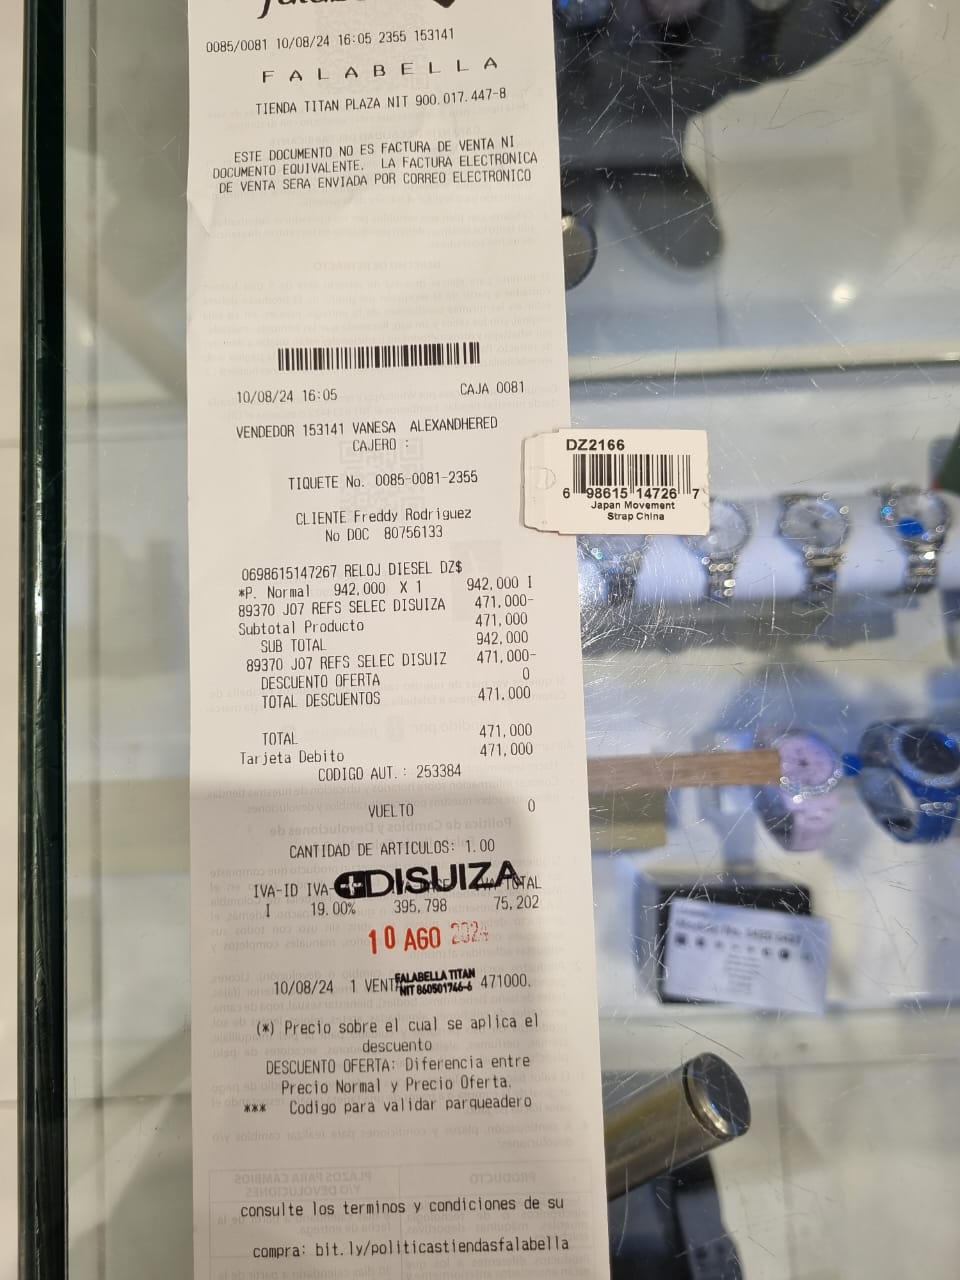 0085/0081 10/08/24 16:05 2355 153141
FALABELLA
TIENDA TITAN PLAZA NIT 900.017.447-8
ESTE DOCUMENTO NO ES FACTURA DE VENTA NI
DOCUMENTO EQUIVALENTE. LA FACTURA ELECTRONICA
DE VENTA SERA ENVIADA POR CORREO ELECTRONICO
10/08/24 16:05 CAJA 0081
VENDEDOR 153141 VANESA ALEXANDHERED
CAJERO :
TIQUETE No. 0085-0081-2355
CLIENTE Freddy Rodriguez
No DOC 80756133
0698615147267 RELOJ DIESEL DZ$
*P. Normal 942,000 X 1 942,000 I
89370 J07 REFS SELEC DISUIZA 471,000-
Subtotal Producto 471,000
SUB TOTAL 942,000
89370 J07 REFS SELEC DISUIZ 471,000-
DESCUENTO OFERTA 0
TOTAL DESCUENTOS 471,000
TOTAL 471,000
Tarjeta Debito 471,000
CODIGO AUT.: 253384
VUELTO 0
CANTIDAD DE ARTICULOS: 1.00
DISUIZA
IVA-ID IVA- TOTAL
I 19.00% 395,798 75,202
10 AGO 2024
FALABELLA TITAN
NIT 860501746-6
10/08/24 1 VENT 471000.
(*) Precio sobre el cual se aplica el
descuento
DESCUENTO OFERTA: Diferencia entre
Precio Normal y Precio Oferta.
*** Codigo para validar parqueadero
consulte los terminos y condiciones de su
compra: bit.ly/politicastiendasfalabella
DZ2166
6 98615 14726 7
Japan Movement
Strap China